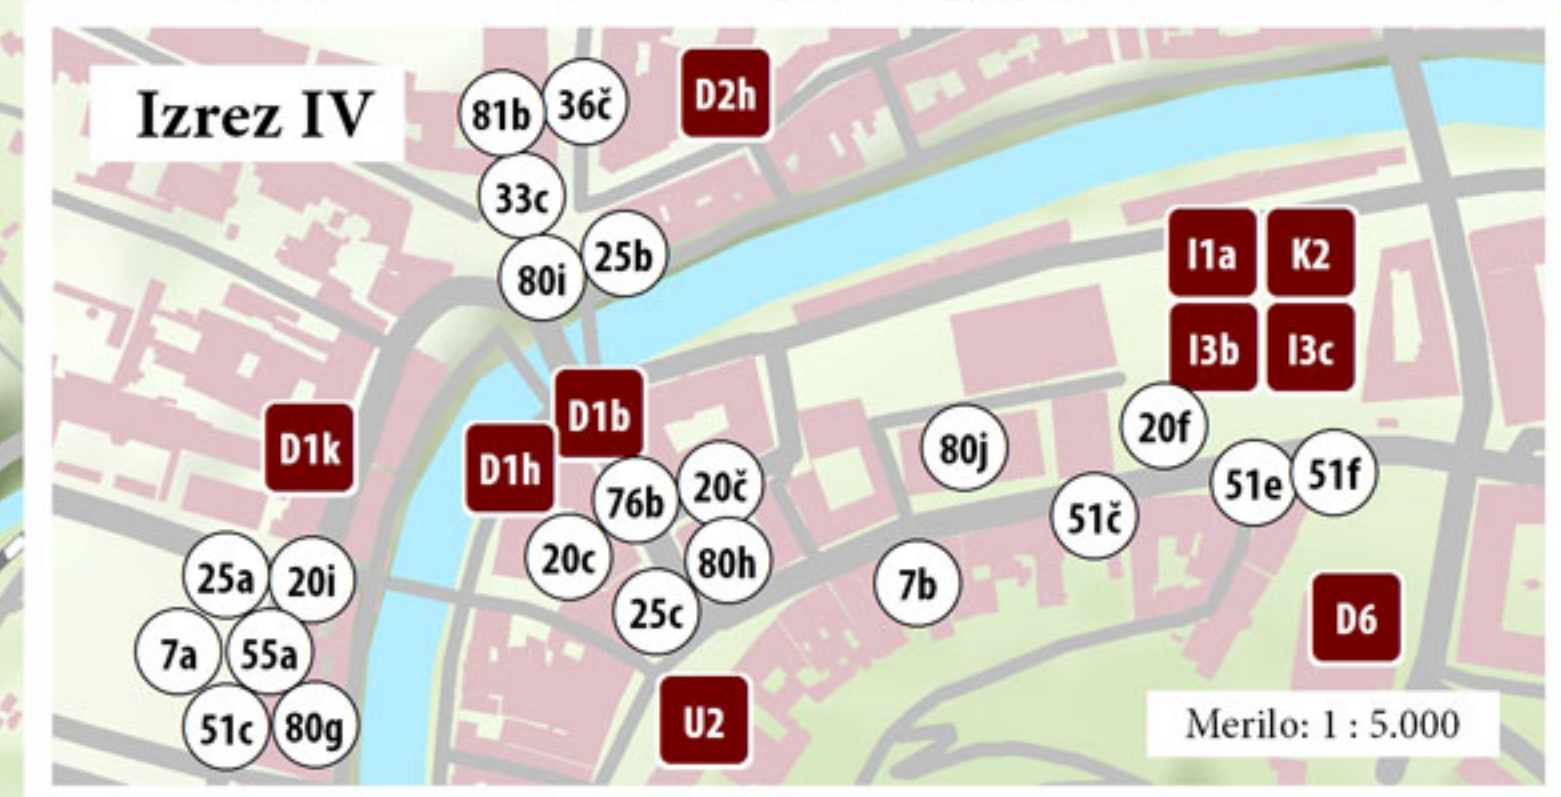 Izrez IV
81b
36č
D2h
33c
80i
25b
I1a
K2
I3b
I3c
D1k
D1b
D1h
76b
20č
20c
80h
25c
80j
20f
51č
51e
51f
7b
25a
20i
7a
55a
51c
80g
U2
D6
Merilo: 1 : 5.000